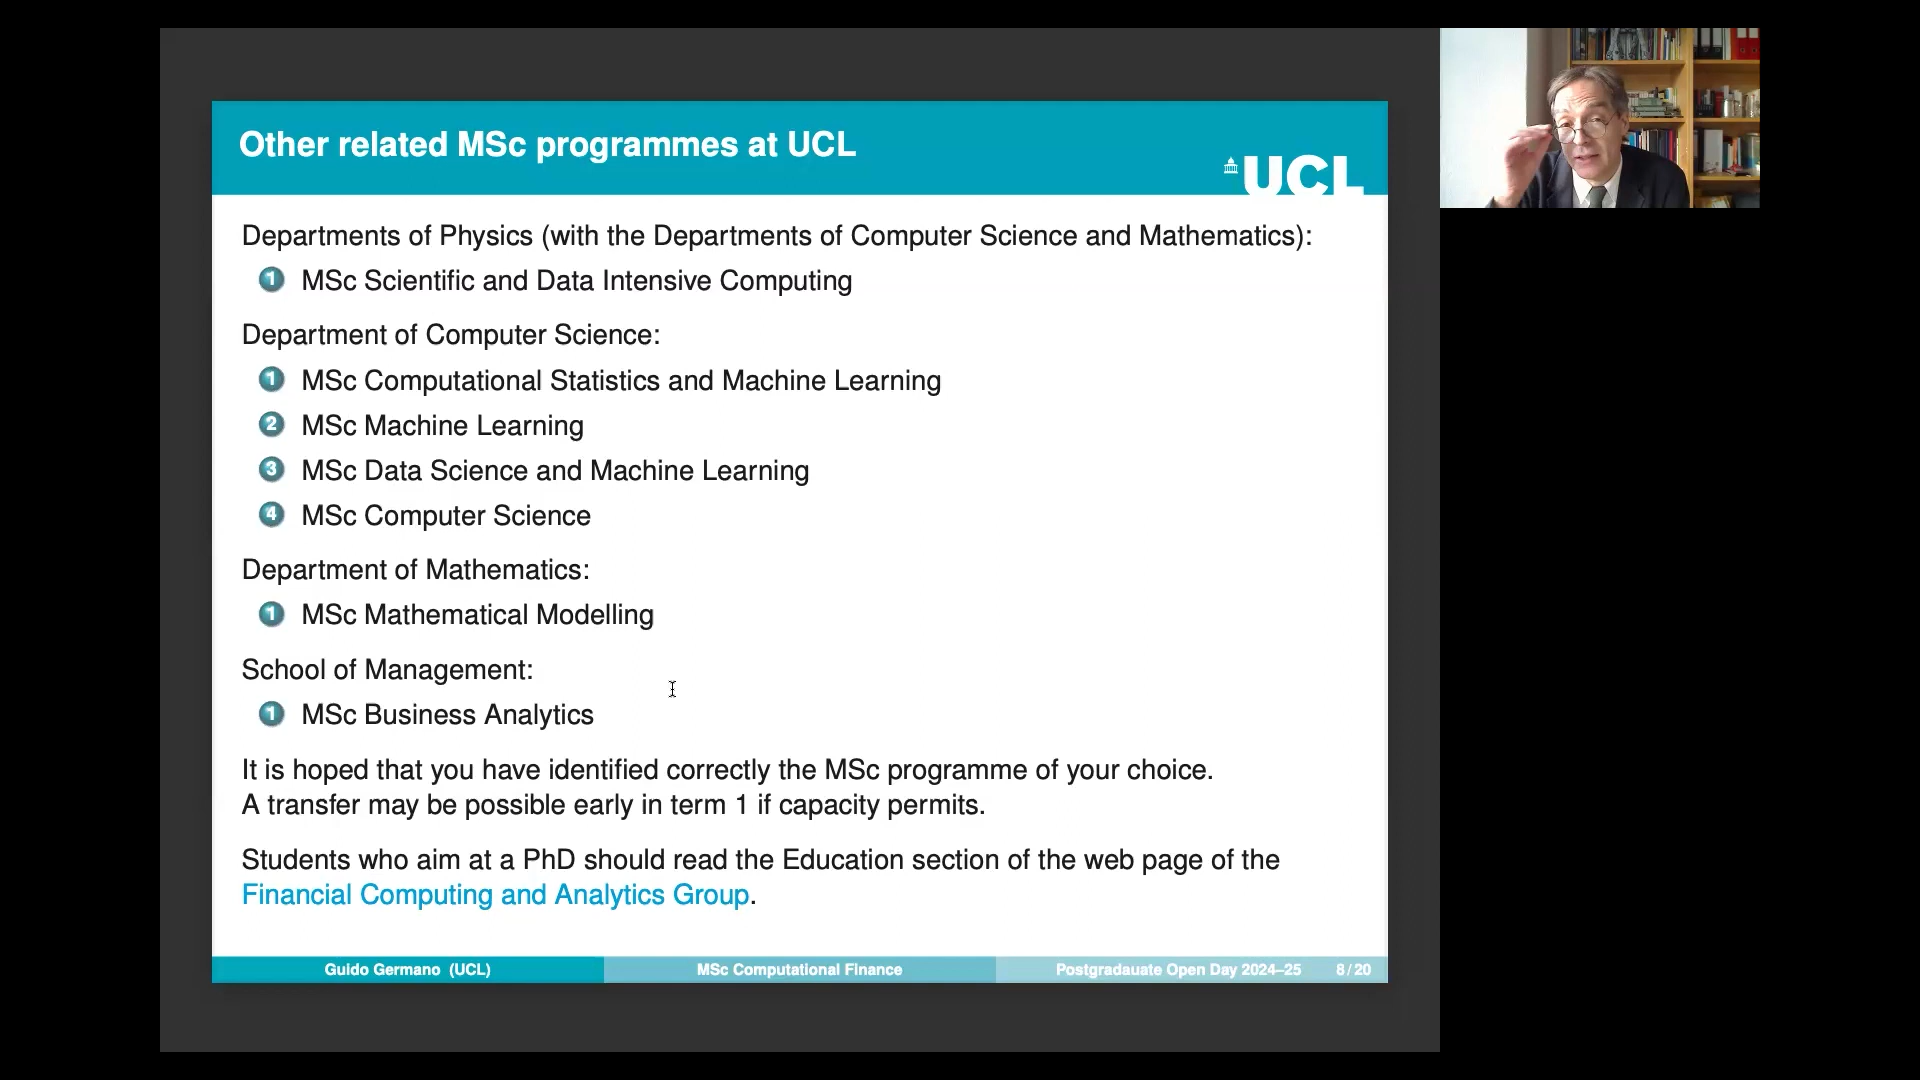 Other related MSc programmes at UCL
UCL
Departments of Physics (with the Departments of Computer Science and Mathematics):
1 MSc Scientific and Data Intensive Computing
Department of Computer Science:
1 MSc Computational Statistics and Machine Learning
2 MSc Machine Learning
3 MSc Data Science and Machine Learning
4 MSc Computer Science
Department of Mathematics:
1 MSc Mathematical Modelling
School of Management:
1 MSc Business Analytics
It is hoped that you have identified correctly the MSc programme of your choice.
A transfer may be possible early in term 1 if capacity permits.
Students who aim at a PhD should read the Education section of the web page of the
Financial Computing and Analytics Group.
Guido Germano (UCL) MSc Computational Finance Postgradauate Open Day 2024–25 8 / 20